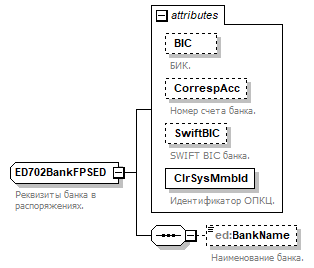 attributes
BIC
БИК.
CorrespAcc
Номер счета банка.
SwiftBIC
SWIFT BIC банка.
ClrSysMmbId
Идентификатор ОПКЦ.
ED702BankFPSED
Реквизиты банка в
распоряжениях.
ed:BankName
Наименование банка.